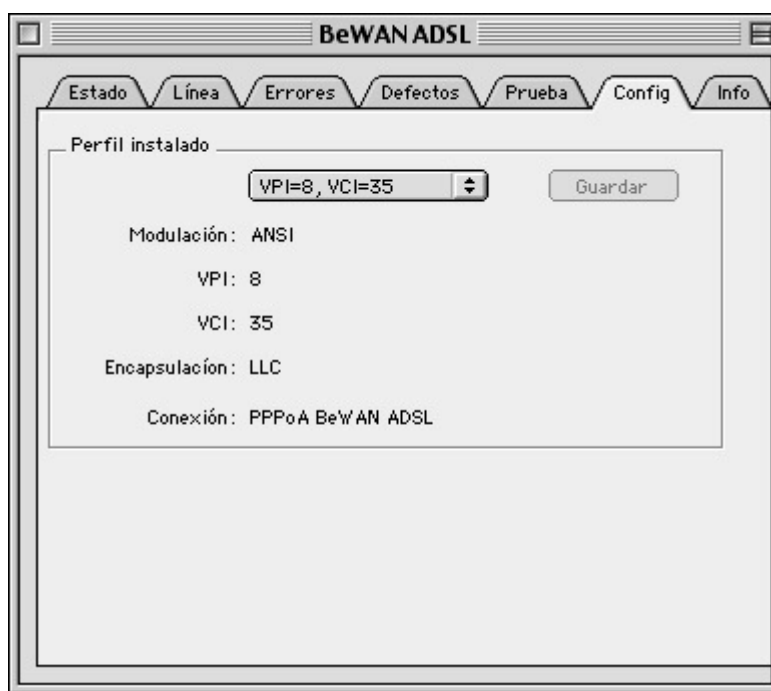 BeWAN ADSL
Estado Línea Errores Defectos Prueba Config Info
Perfil instalado
VPI=8, VCI=35 Guardar
Modulación: ANSI
VPI: 8
VCI: 35
Encapsulacíon: LLC
Conexión: PPPoA BeWAN ADSL